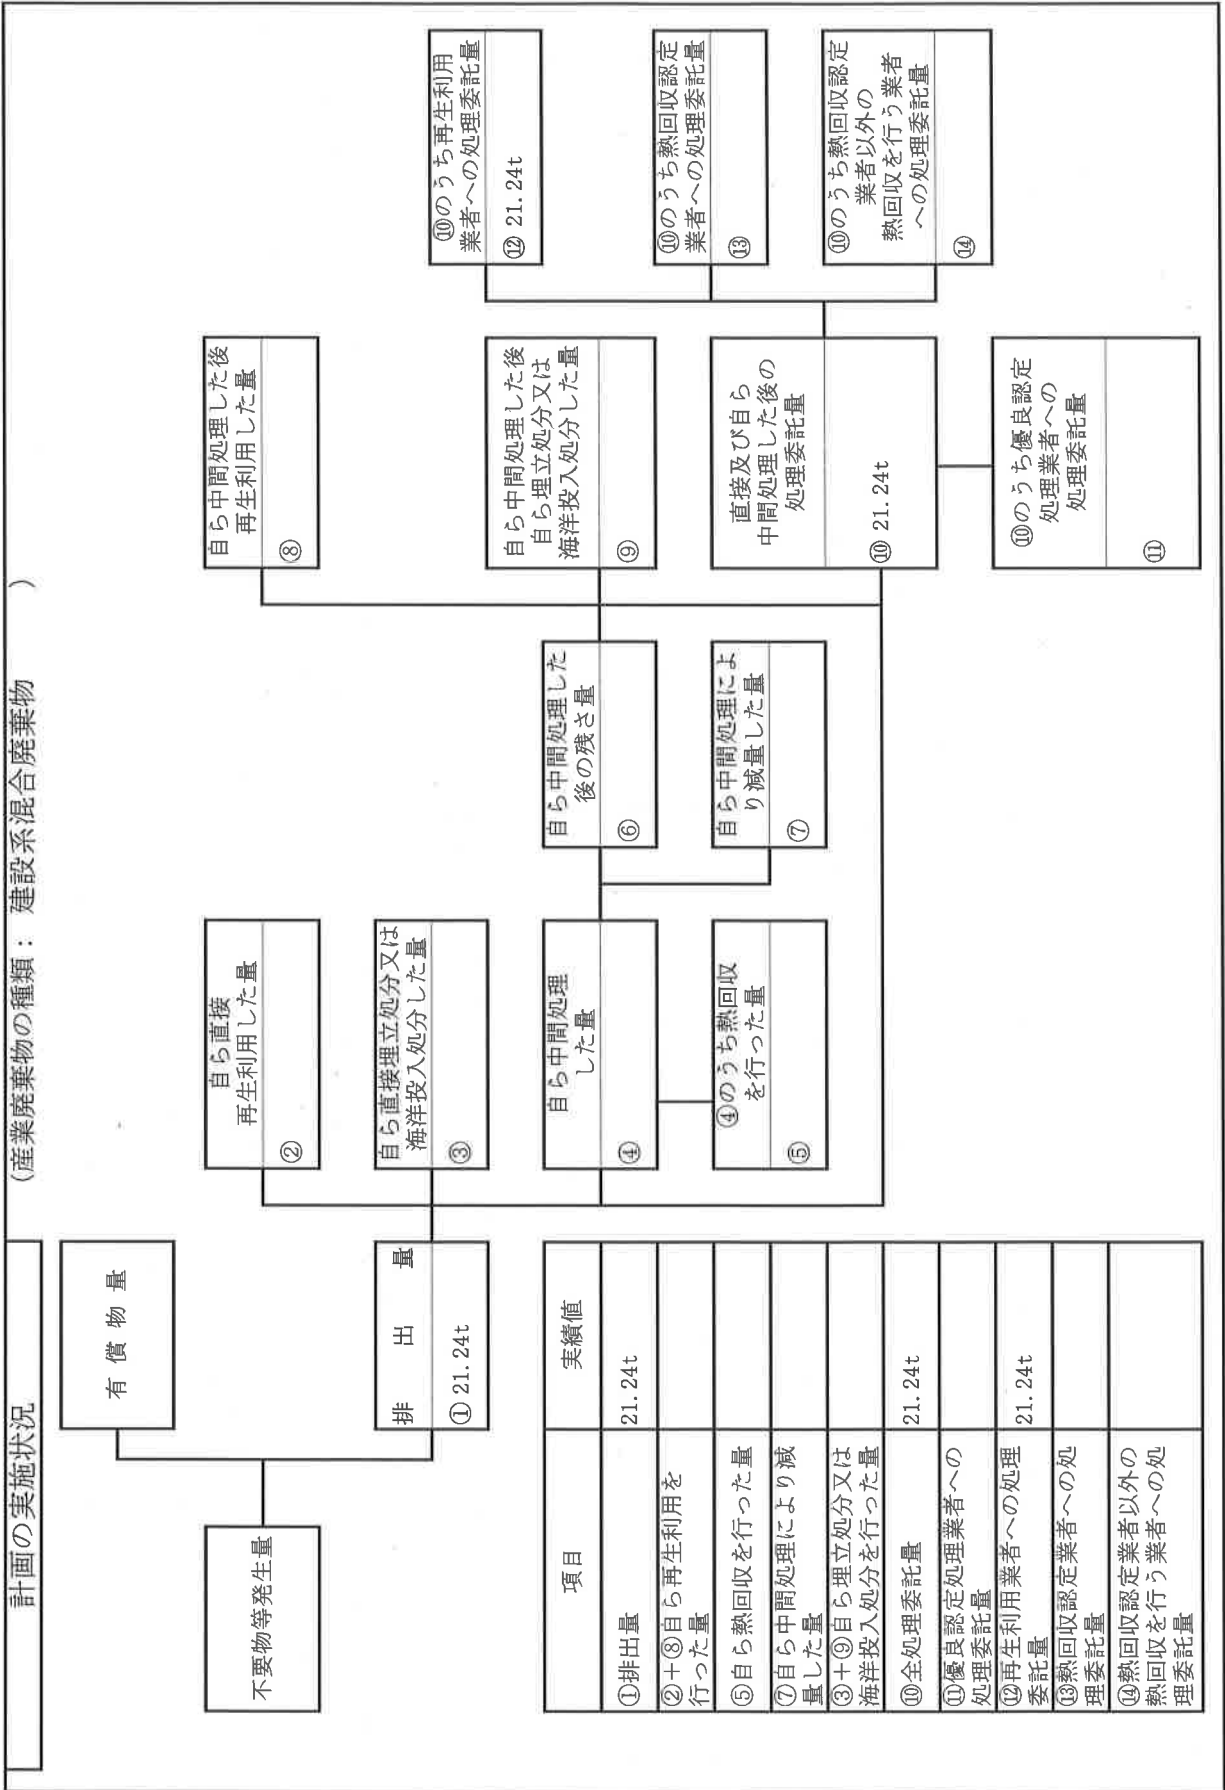 計画の実施状況
(産業廃棄物の種類： 建設系混合廃棄物 )
不要物等発生量
有償物量
排出量
① 21.24t
自ら直接
再生利用した量
②
自ら直接埋立処分又は
海洋投入処分した量
③
自ら中間処理
した量
④
④のうち熱回収
を行った量
⑤
自ら中間処理した
後の残さ量
⑥
自ら中間処理によ
り減量した量
⑦
自ら中間処理した後
再生利用した量
⑧
自ら中間処理した後
自ら埋立処分又は
海洋投入処分した量
⑨
直接及び自ら
中間処理した後の
処理委託量
⑩ 21.24t
⑩のうち優良認定
処理業者への
処理委託量
⑪
⑩のうち再生利用
業者への処理委託量
⑫ 21.24t
⑩のうち熱回収認定
業者への処理委託量
⑬
⑩のうち熱回収認定
業者以外の
熱回収を行う業者
への処理委託量
⑭
項目 実績値
①排出量 21.24t
②＋⑧自ら再生利用を
行った量
⑤自ら熱回収を行った量
⑦自ら中間処理により減
量した量
③＋⑨自ら埋立処分又は
海洋投入処分を行った量
⑩全処理委託量 21.24t
⑪優良認定処理業者への
処理委託量
⑫再生利用業者への処理
委託量 21.24t
⑬熱回収認定業者への処
理委託量
⑭熱回収認定業者以外の
熱回収を行う業者への処
理委託量